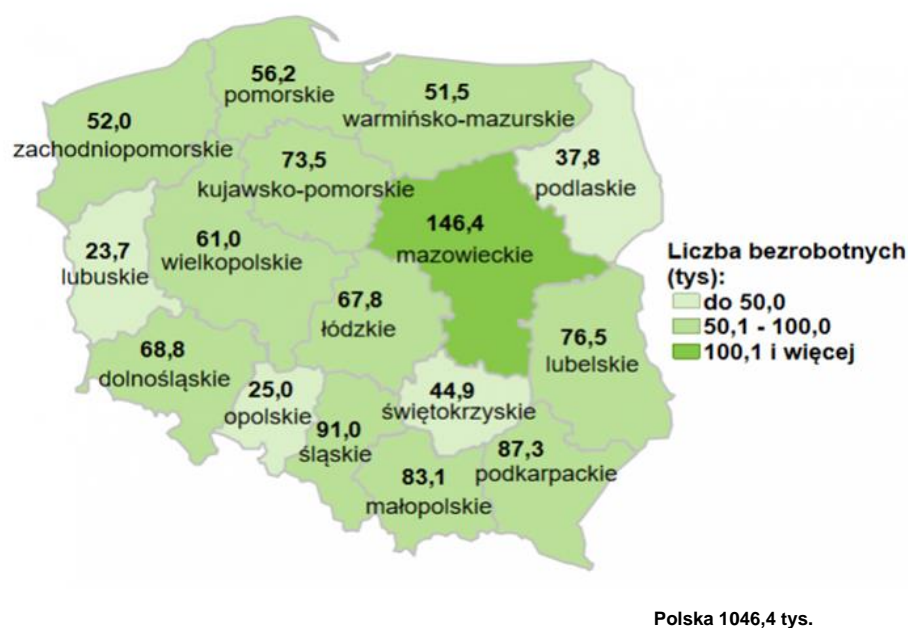 56,2
pomorskie
51,5
warmińsko-mazurskie
52,0
zachodniopomorskie
73,5
kujawsko-pomorskie
37,8
podlaskie
146,4
mazowieckie
23,7
lubuskie
61,0
wielkopolskie
Liczba bezrobotnych
(tys):
do 50,0
50,1 - 100,0
100,1 i więcej
67,8
łódzkie
76,5
lubelskie
68,8
dolnośląskie
25,0
opolskie
44,9
świętokrzyskie
91,0
śląskie
87,3
podkarpackie
83,1
małopolskie
Polska 1046,4 tys.